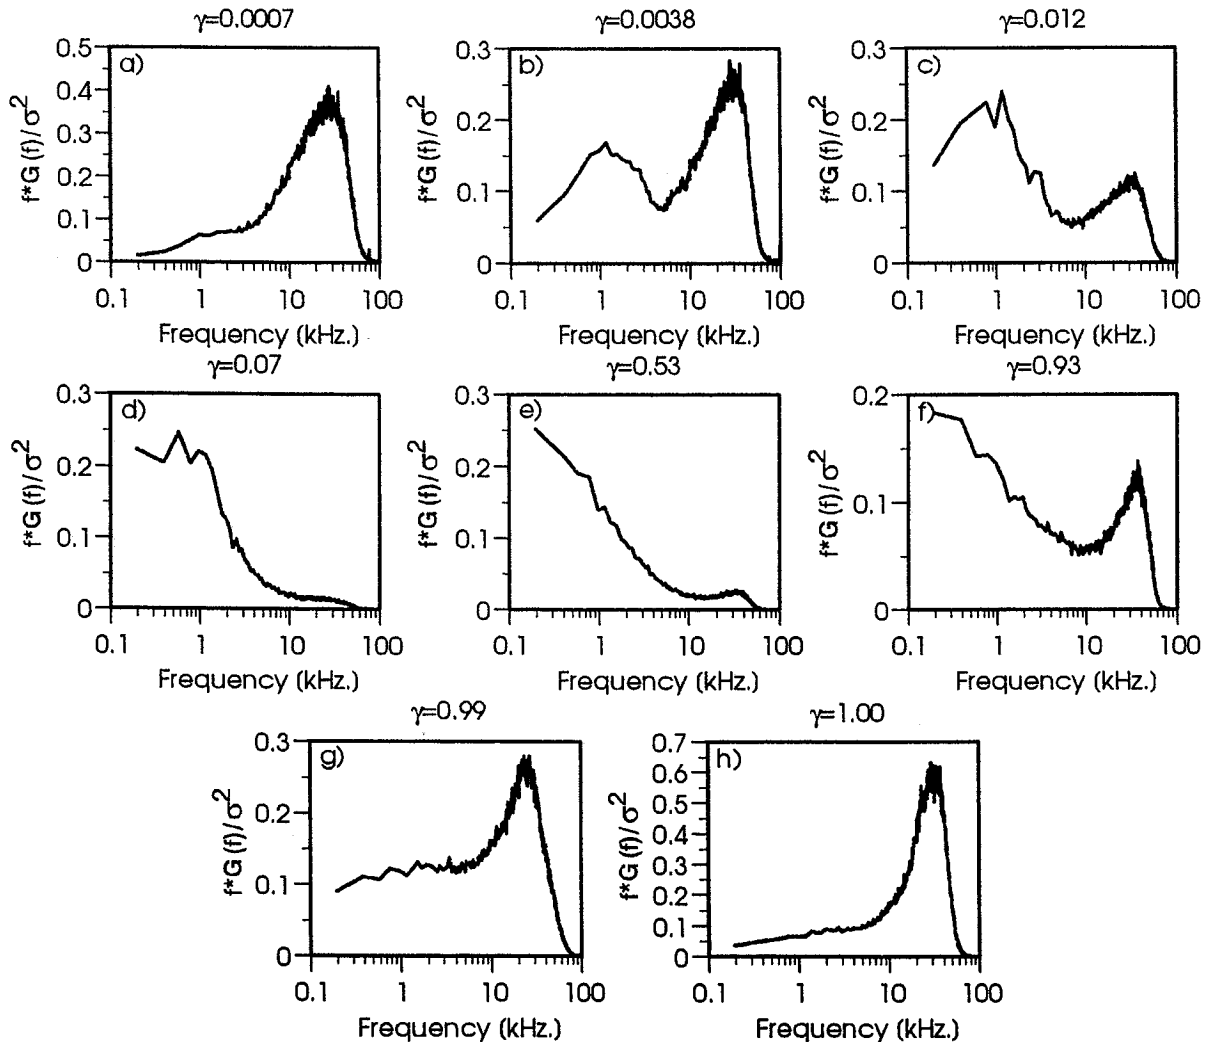 γ=0.0007 γ=0.0038 γ=0.012
a) b) c)
0.5 0.4 0.3 0.2 0.1 0
f*G(f)/σ²
0.3 0.2 0.1 0
f*G(f)/σ²
0.3 0.2 0.1 0
f*G(f)/σ²
0.1 1 10 100 0.1 1 10 100 0.1 1 10 100
Frequency (kHz.) Frequency (kHz.) Frequency (kHz.)
γ=0.07 γ=0.53 γ=0.93
d) e) f)
0.3 0.2 0.1 0
f*G(f)/σ²
0.3 0.2 0.1 0
f*G(f)/σ²
0.2 0.1 0
f*G(f)/σ²
0.1 1 10 100 0.1 1 10 100 0.1 1 10 100
Frequency (kHz.) Frequency (kHz.) Frequency (kHz.)
γ=0.99 γ=1.00
g) h)
0.3 0.2 0.1 0
f*G(f)/σ²
0.7 0.6 0.5 0.4 0.3 0.2 0.1 0
f*G(f)/σ²
0.1 1 10 100 0.1 1 10 100
Frequency (kHz.) Frequency (kHz.)